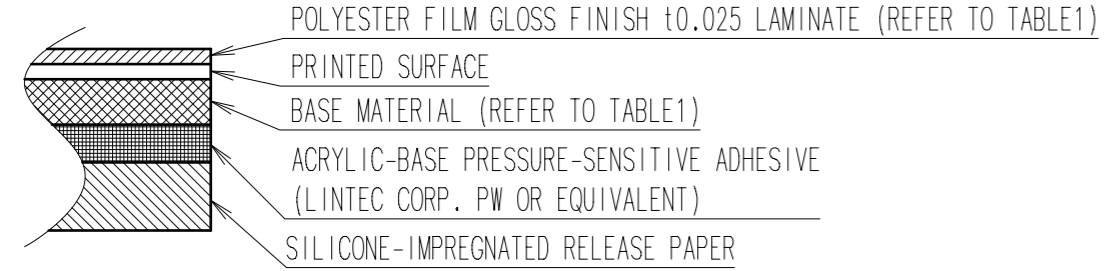 POLYESTER FILM GLOSS FINISH t0.025 LAMINATE (REFER TO TABLE1)
PRINTED SURFACE
BASE MATERIAL (REFER TO TABLE1)
ACRYLIC-BASE PRESSURE-SENSITIVE ADHESIVE
(LINTEC CORP. PW OR EQUIVALENT)
SILICONE-IMPREGNATED RELEASE PAPER